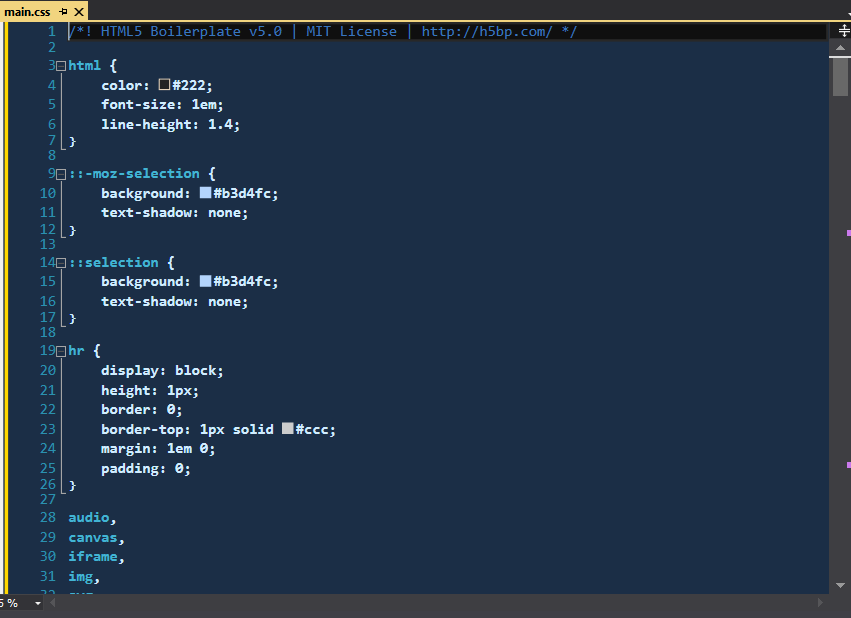 main.css
1 /*! HTML5 Boilerplate v5.0 | MIT License | http://h5bp.com/ */
2
3 html {
4     color: #222;
5     font-size: 1em;
6     line-height: 1.4;
7 }
8
9 ::-moz-selection {
10     background: #b3d4fc;
11     text-shadow: none;
12 }
13
14 ::selection {
15     background: #b3d4fc;
16     text-shadow: none;
17 }
18
19 hr {
20     display: block;
21     height: 1px;
22     border: 0;
23     border-top: 1px solid #ccc;
24     margin: 1em 0;
25     padding: 0;
26 }
27
28 audio,
29 canvas,
30 iframe,
31 img,